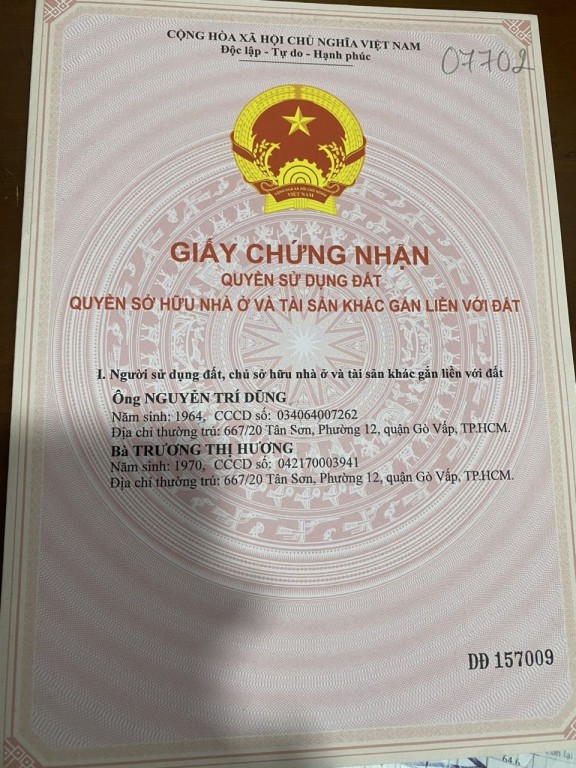 CỘNG HÒA XÃ HỘI CHỦ NGHĨA VIỆT NAM
Độc lập - Tự do - Hạnh phúc
07702
VIỆT NAM
GIẤY CHỨNG NHẬN
QUYỀN SỬ DỤNG ĐẤT
QUYỀN SỞ HỮU NHÀ Ở VÀ TÀI SẢN KHÁC GẮN LIỀN VỚI ĐẤT
I. Người sử dụng đất, chủ sở hữu nhà ở và tài sản khác gắn liền với đất
Ông NGUYỄN TRÍ DŨNG
Năm sinh: 1964, CCCD số: 034064007262
Địa chỉ thường trú: 667/20 Tân Sơn, Phường 12, quận Gò Vấp, TP.HCM.
Bà TRƯƠNG THỊ HƯƠNG
Năm sinh: 1970, CCCD số: 042170003941
Địa chỉ thường trú: 667/20 Tân Sơn, Phường 12, quận Gò Vấp, TP.HCM.
DĐ 157009
64.6